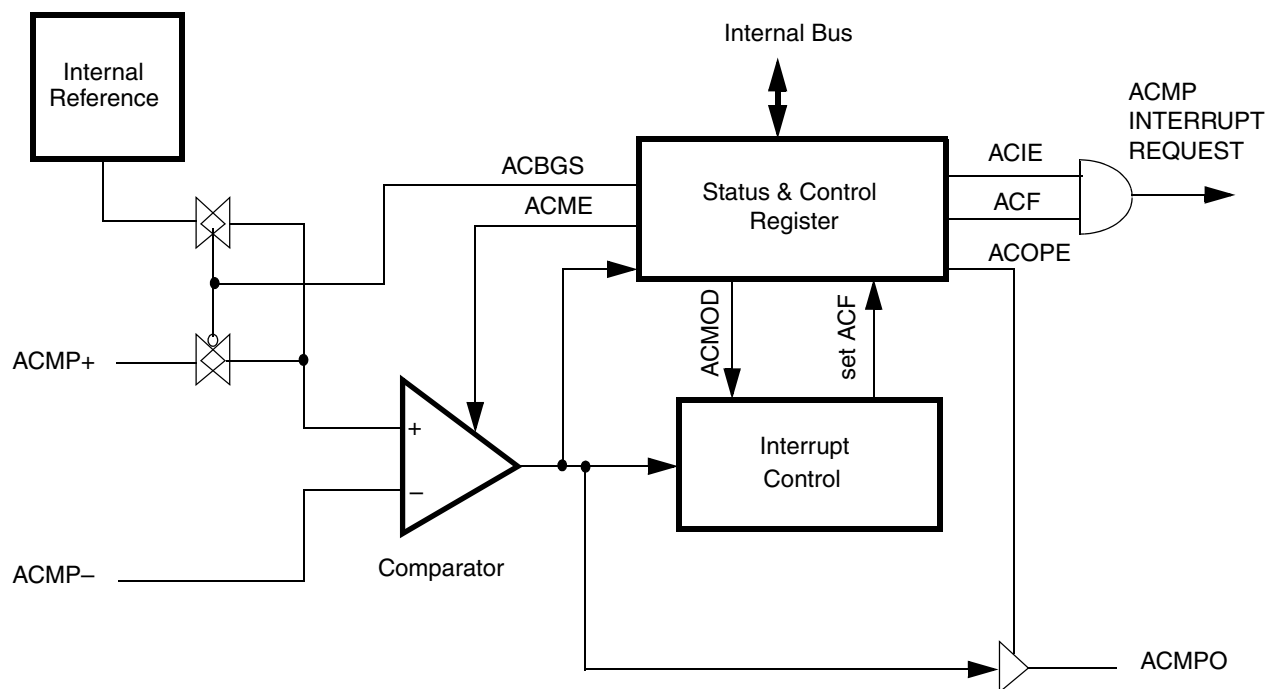 Internal Bus
Internal
Reference
ACMP
INTERRUPT
REQUEST
ACBGS
ACME
Status & Control
Register
ACIE
ACF
ACOPE
ACMOD
set ACF
ACMP+
+
–
Interrupt
Control
Comparator
ACMP–
ACMPO